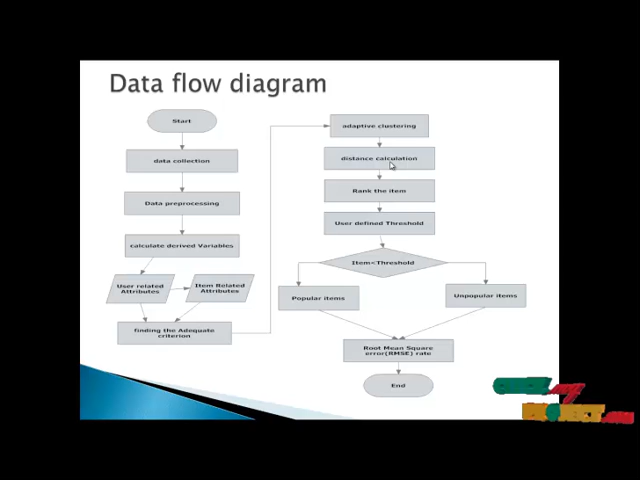 Data flow diagram
Start
data collection
Data preprocessing
calculate derived Variables
User related
Attributes
Item Related
Attributes
finding the Adequate
criterion
adaptive clustering
distance calculation
Rank the item
User defined Threshold
Item<Threshold
Popular items
Unpopular items
Root Mean Square
error(RMSE) rate
End